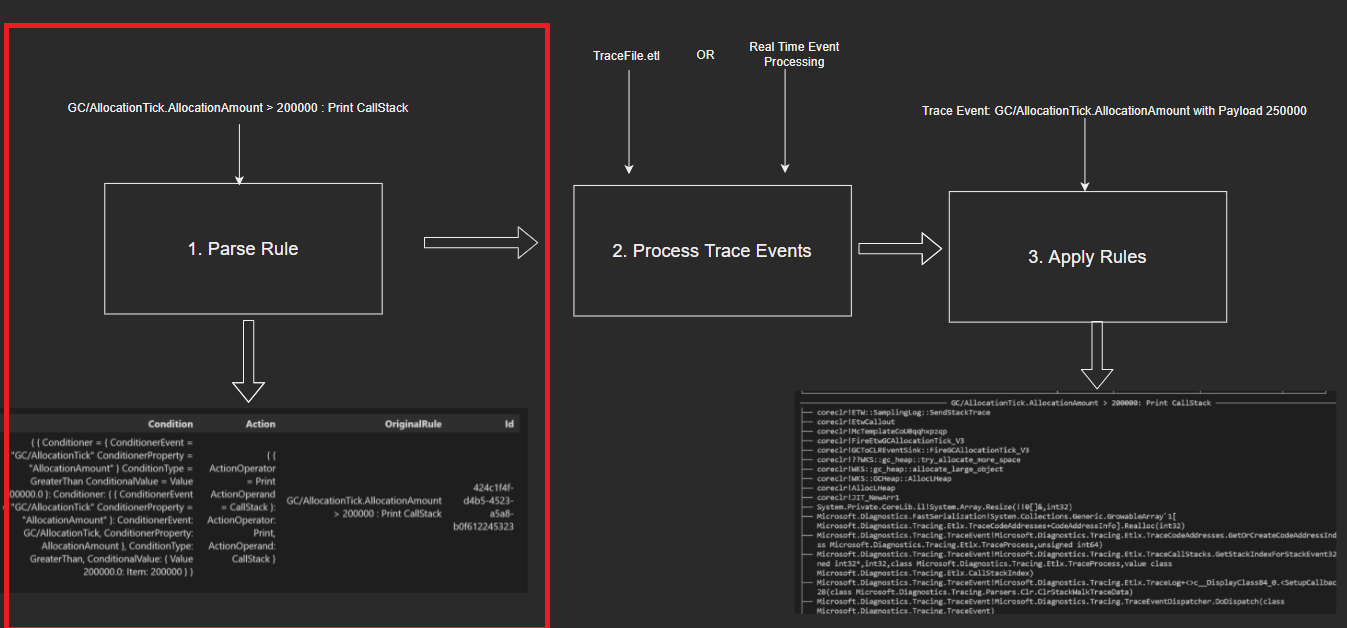 GC/AllocationTick.AllocationAmount > 200000 : Print CallStack
1. Parse Rule
Condition Action OriginalRule Id
{ { Conditioner = { ConditionerEvent =
"GC/AllocationTick" ConditionerProperty =
"AllocationAmount" } ConditionType =
GreaterThan ConditionalValue = Value
00000.0 }: Conditioner: { { ConditionerEvent
"GC/AllocationTick" ConditionProperty =
"AllocationAmount" }: ConditionerEvent:
GC/AllocationTick, ConditionerProperty:
AllocationAmount }, ConditionType:
GreaterThan, ConditionalValue: { Value
200000.0: Item: 200000 } }
{ {
ActionOperator
= Print
ActionOperand
= CallStack }:
ActionOperator:
Print,
ActionOperand:
CallStack }
GC/AllocationTick.AllocationAmount
> 200000 : Print CallStack
424c1f4f-
d4b5-4523-
a5a8-
b0f612245323
TraceFile.etl OR Real Time Event
Processing
2. Process Trace Events
Trace Event: GC/AllocationTick.AllocationAmount with Payload 250000
3. Apply Rules
GC/AllocationTick.AllocationAmount > 200000: Print CallStack
coreclr!ETW::SamplingLog::SendStackTrace
coreclr!EtwCallout
coreclr!McTemplateCoU0qqhxpzqp
coreclr!FireEtwGCAllocationTick_V3
coreclr!GCToCLREventSink::FireGCAllocationTick_V3
coreclr!??WKS::gc_heap::try_allocate_more_space
coreclr!WKS::gc_heap::allocate_large_object
coreclr!WKS::GCHeap::AllocLHeap
coreclr!AllocLHeap
coreclr!JIT_NewArr1
System.Private.CoreLib.il!System.Array.Resize(!!0[]&,int32)
Microsoft.Diagnostics.FastSerialization!System.Collections.Generic.GrowableArray`1[
Microsoft.Diagnostics.Tracing.Etlx.TraceCodeAddresses+CodeAddressInfo].Realloc(int32)
Microsoft.Diagnostics.Tracing.TraceEvent!Microsoft.Diagnostics.Tracing.Etlx.TraceCodeAddresses.GetOrCreateCodeAddressInd
ss Microsoft.Diagnostics.Tracing.Etlx.TraceProcess,unsigned int64)
Microsoft.Diagnostics.Tracing.TraceEvent!Microsoft.Diagnostics.Tracing.Etlx.TraceCallStacks.GetStackIndexForStackEvent32
ned int32*,int32,class Microsoft.Diagnostics.Tracing.Etlx.TraceProcess,value class
Microsoft.Diagnostics.Tracing.Etlx.CallStackIndex)
Microsoft.Diagnostics.Tracing.TraceEvent!Microsoft.Diagnostics.Tracing.Etlx.TraceLog+<>c__DisplayClass84_0.<SetupCallbac
28(class Microsoft.Diagnostics.Tracing.Parsers.Clr.ClrStackWalkTraceData)
Microsoft.Diagnostics.Tracing.TraceEvent!Microsoft.Diagnostics.Tracing.TraceEventDispatcher.DoDispatch(class
Microsoft.Diagnostics.Tracing.TraceEvent)